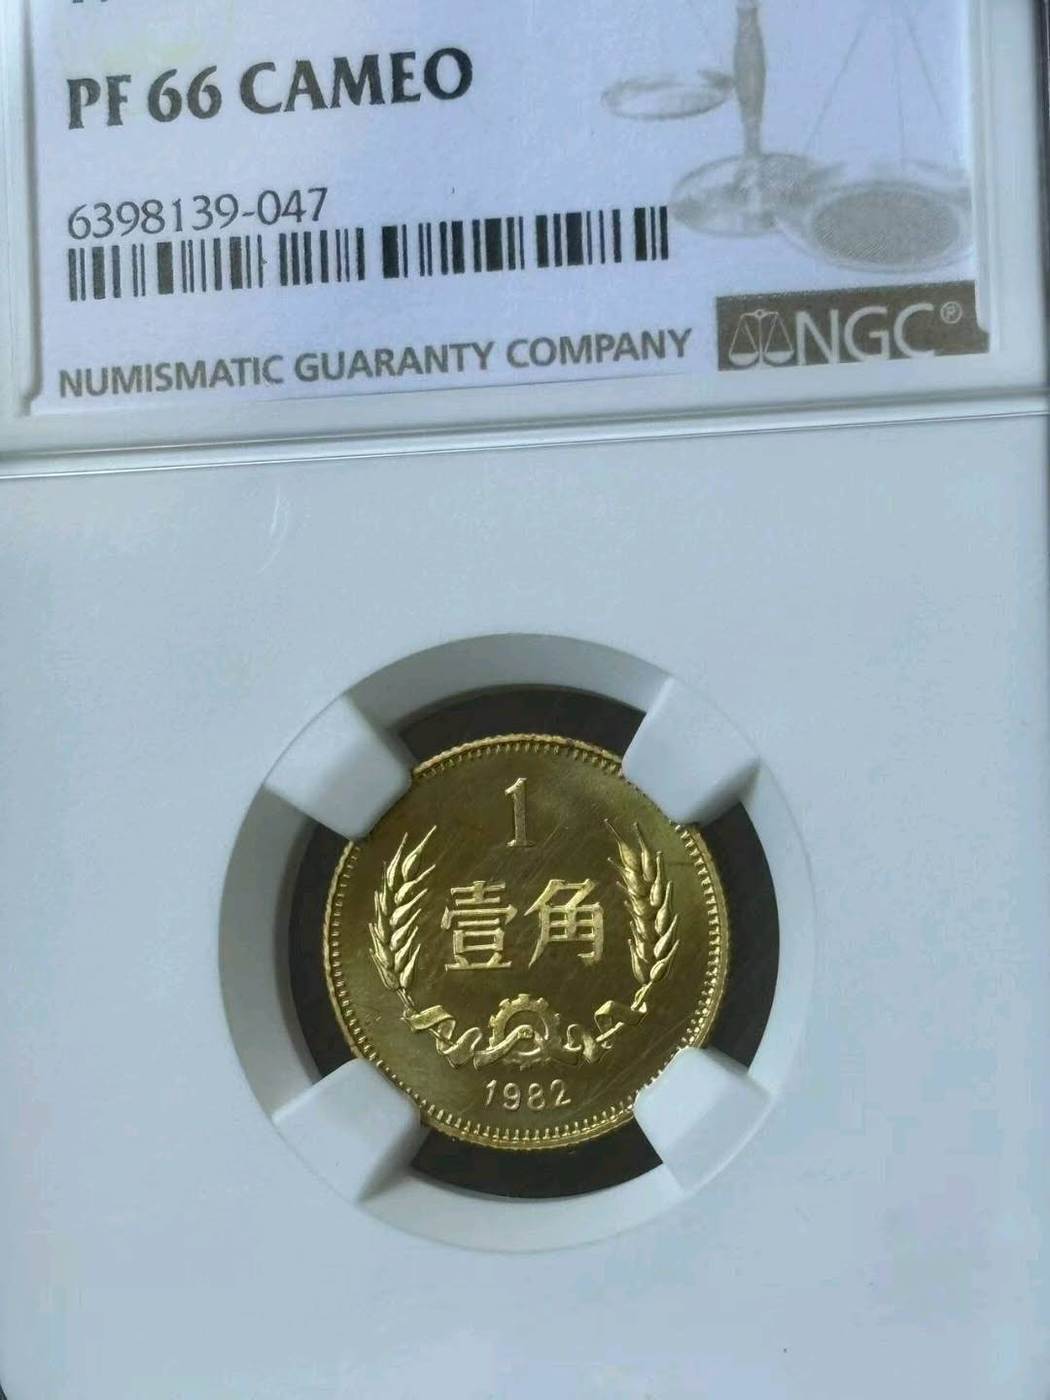 PF 66 CAMEO
6398139-047
NUMISMATIC GUARANTY COMPANY
NGC®
1
壹角
1982